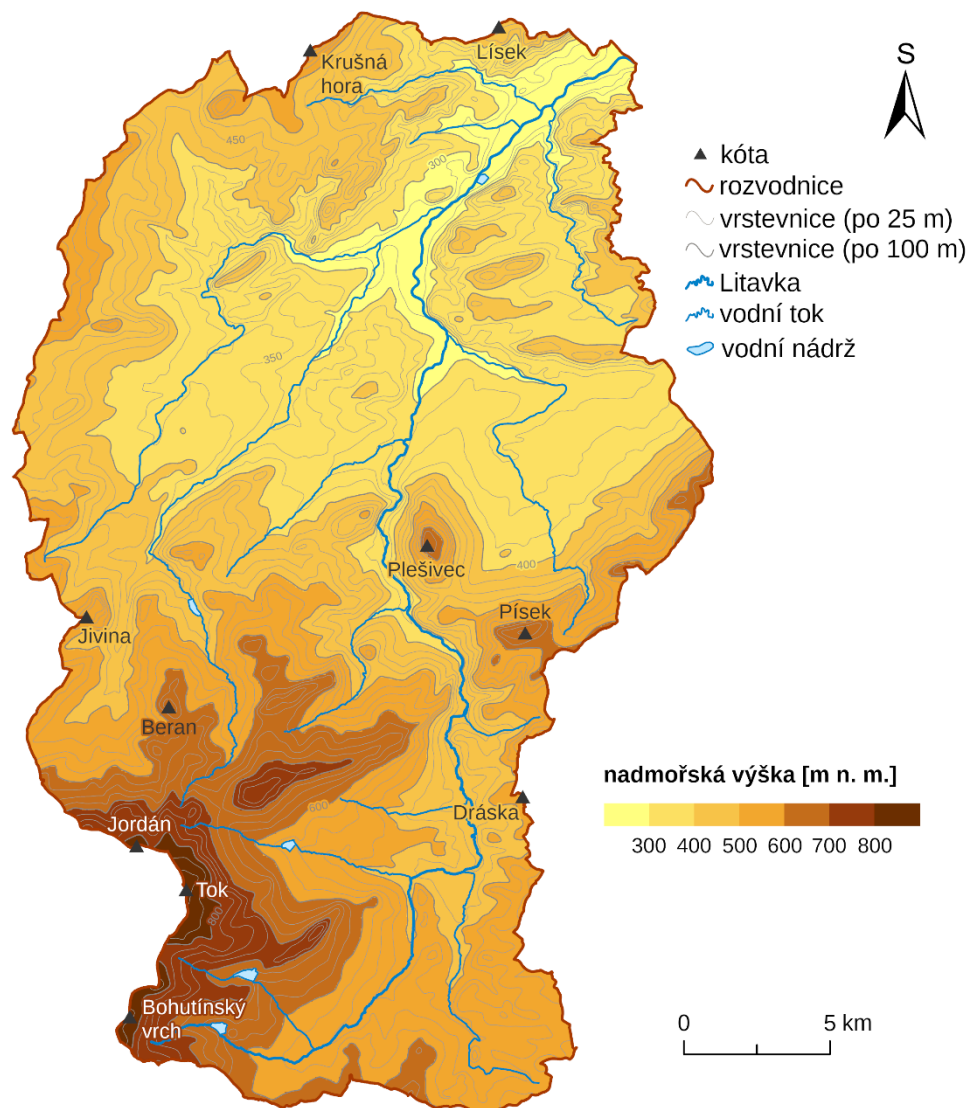 Lísek
Krušná
hora
S
450
300
kóta
rozvodnice
vrstevnice (po 25 m)
vrstevnice (po 100 m)
Litavka
vodní tok
vodní nádrž
350
Plešivec
400
Písek
Jivina
Beran
nadmořská výška [m n. m.]
300 400 500 600 700 800
600
Dráska
Jordán
Tok
800
Bohutínský
vrch
0 5 km